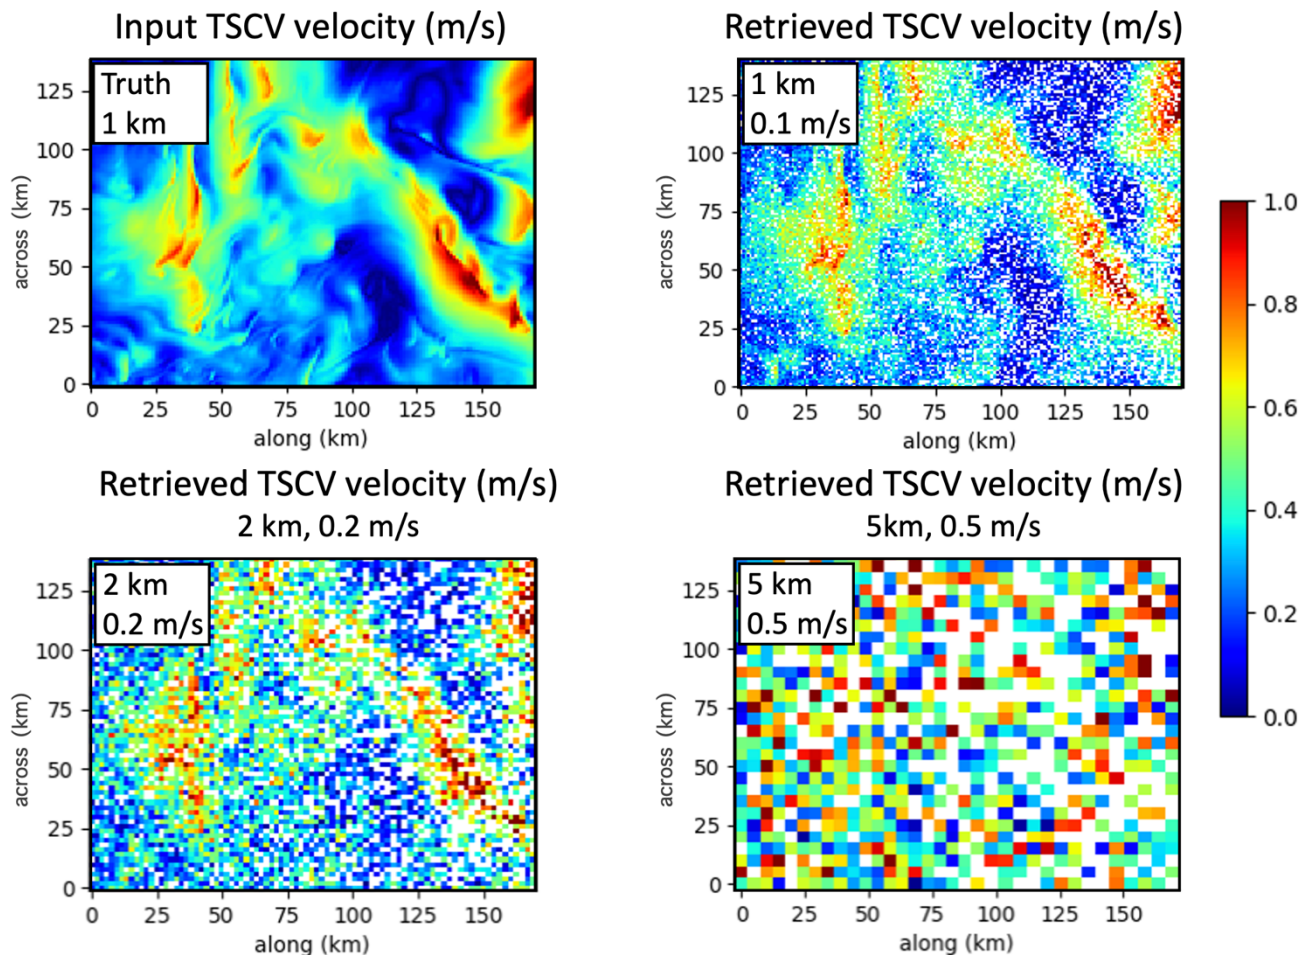 Input TSCV velocity (m/s)
Truth
1 km
125
100
75
50
25
0
across (km)
0 25 50 75 100 125 150
along (km)
Retrieved TSCV velocity (m/s)
1 km
0.1 m/s
125
100
75
50
25
0
across (km)
0 25 50 75 100 125 150
along (km)
1.0
0.8
0.6
0.4
0.2
0.0
Retrieved TSCV velocity (m/s)
2 km, 0.2 m/s
2 km
0.2 m/s
125
100
75
50
25
0
across (km)
0 25 50 75 100 125 150
along (km)
Retrieved TSCV velocity (m/s)
5km, 0.5 m/s
5 km
0.5 m/s
125
100
75
50
25
0
across (km)
0 25 50 75 100 125 150
along (km)